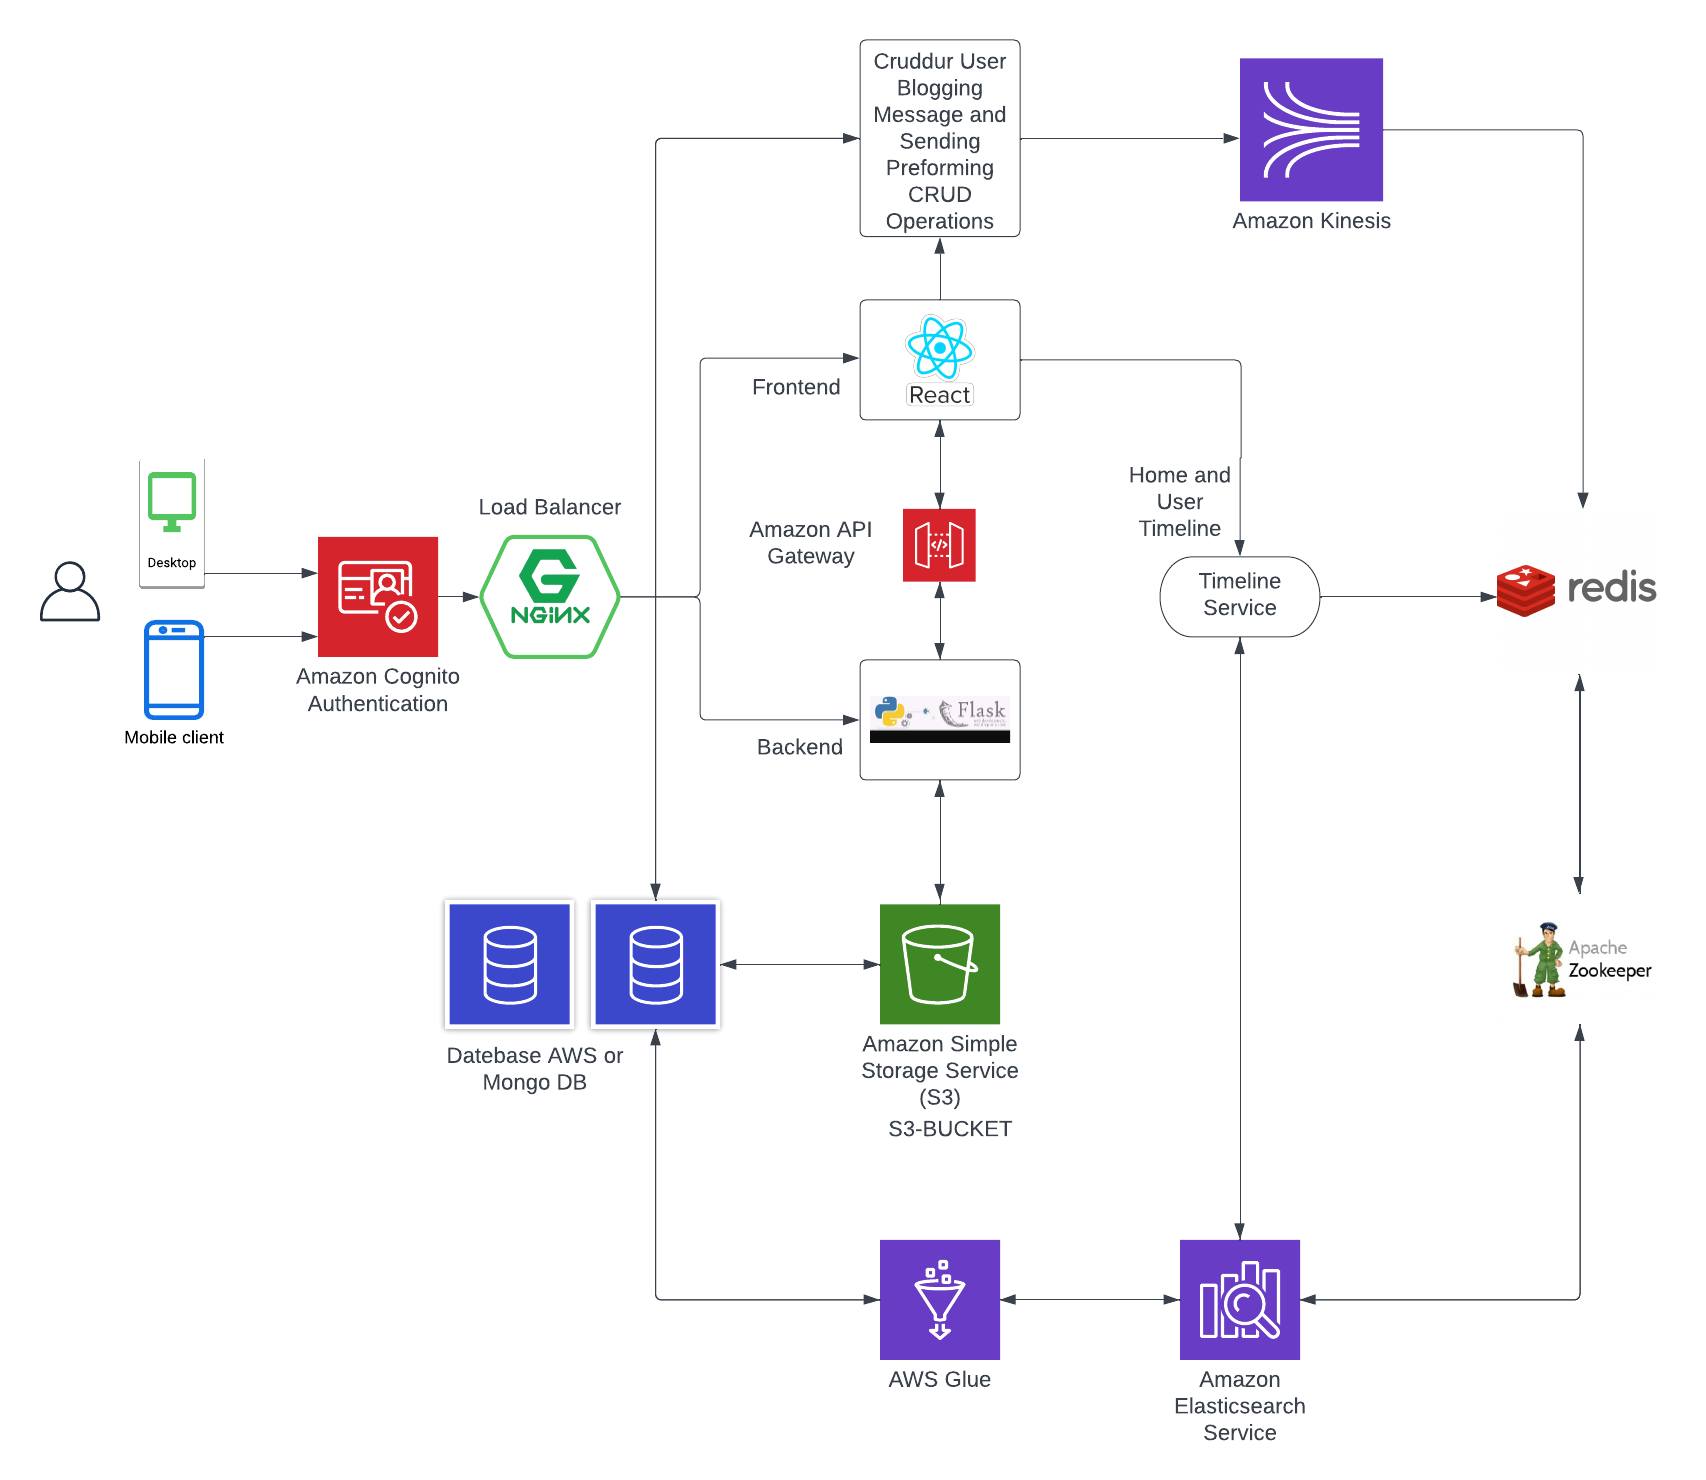 Cruddur User
Blogging
Message and
Sending
Preforming
CRUD
Operations
Amazon Kinesis
React
Frontend
Home and
User
Timeline
Load Balancer
Amazon API
Gateway
Desktop
NGINX
Timeline
Service
redis
Amazon Cognito
Authentication
Mobile client
Flask
Backend
Apache
Zookeeper
Datebase AWS or
Mongo DB
Amazon Simple
Storage Service
(S3)
S3-BUCKET
AWS Glue
Amazon
Elasticsearch
Service